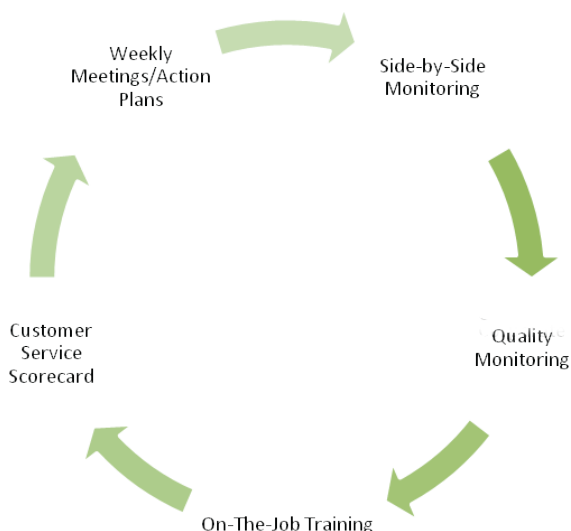 Weekly
Meetings/Action
Plans
Side-by-Side
Monitoring
Quality
Monitoring
On-The-Job Training
Customer
Service
Scorecard